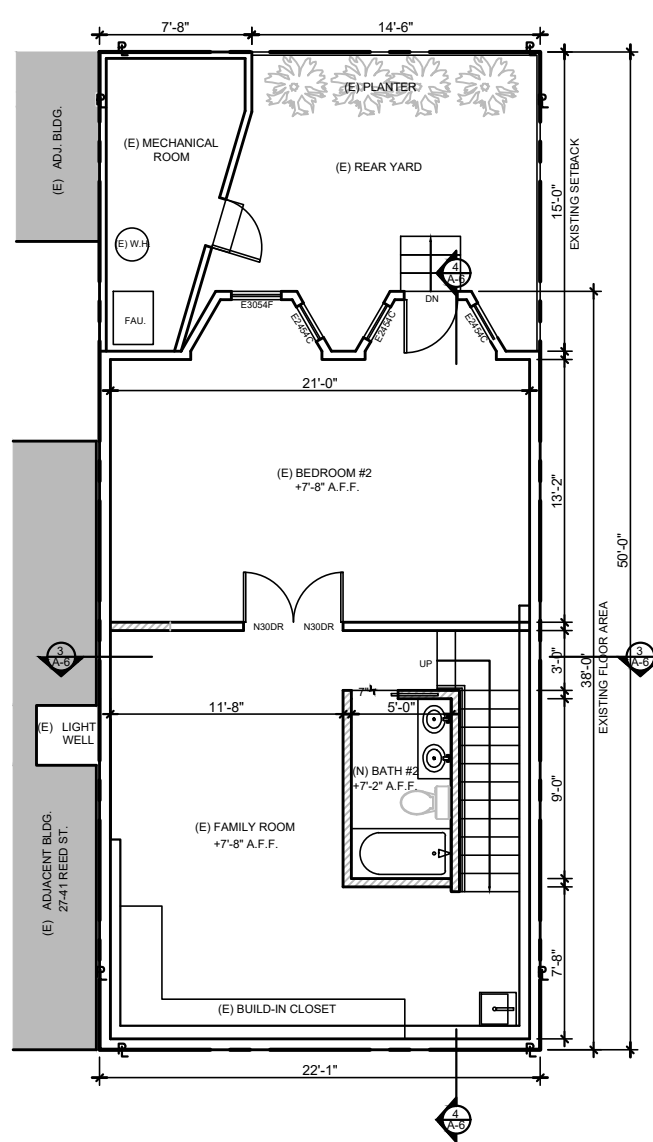 7'-8"
14'-6"
(E) ADJ. BLDG.
(E) PLANTER
(E) MECHANICAL
ROOM
(E) REAR YARD
15'-0"
EXISTING SETBACK
(E) W.H.
FAU.
4
A-6
DN
E3054F
E2454C
E2454C
E2454C
21'-0"
(E) BEDROOM #2
+7'-8" A.F.F.
13'-2"
50'-0"
N30DR
N30DR
3
A-6
UP
3'-0"
38'-0"
EXISTING FLOOR AREA
3
A-6
7"
11'-8"
5'-0"
(E) LIGHT
WELL
(N) BATH #2
+7'-2" A.F.F.
9'-0"
(E) FAMILY ROOM
+7'-8" A.F.F.
(E) ADJACENT BLDG.
27-41 REED ST.
7'-8"
(E) BUILD-IN CLOSET
22'-1"
4
A-6